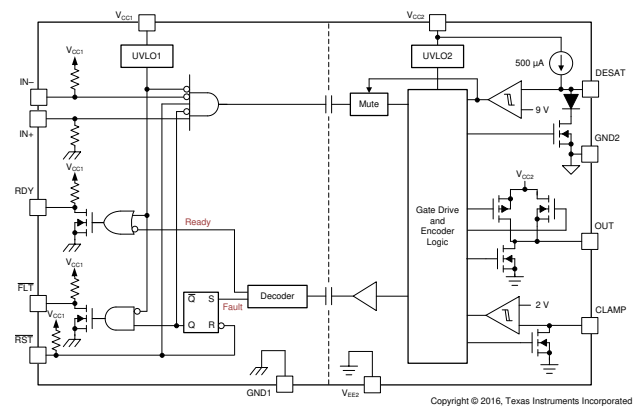 VCC1
VCC2
UVLO1
UVLO2
VCC1
500 µA
DESAT
IN–
Mute
9 V
IN+
GND2
VCC1
VCC2
RDY
Ready
Gate Drive
and
Encoder
Logic
OUT
VCC1
FLT
VCC1
Q S
Fault
Decoder
2 V
CLAMP
Q R
RST
GND1
VEE2
Copyright © 2016, Texas Instruments Incorporated